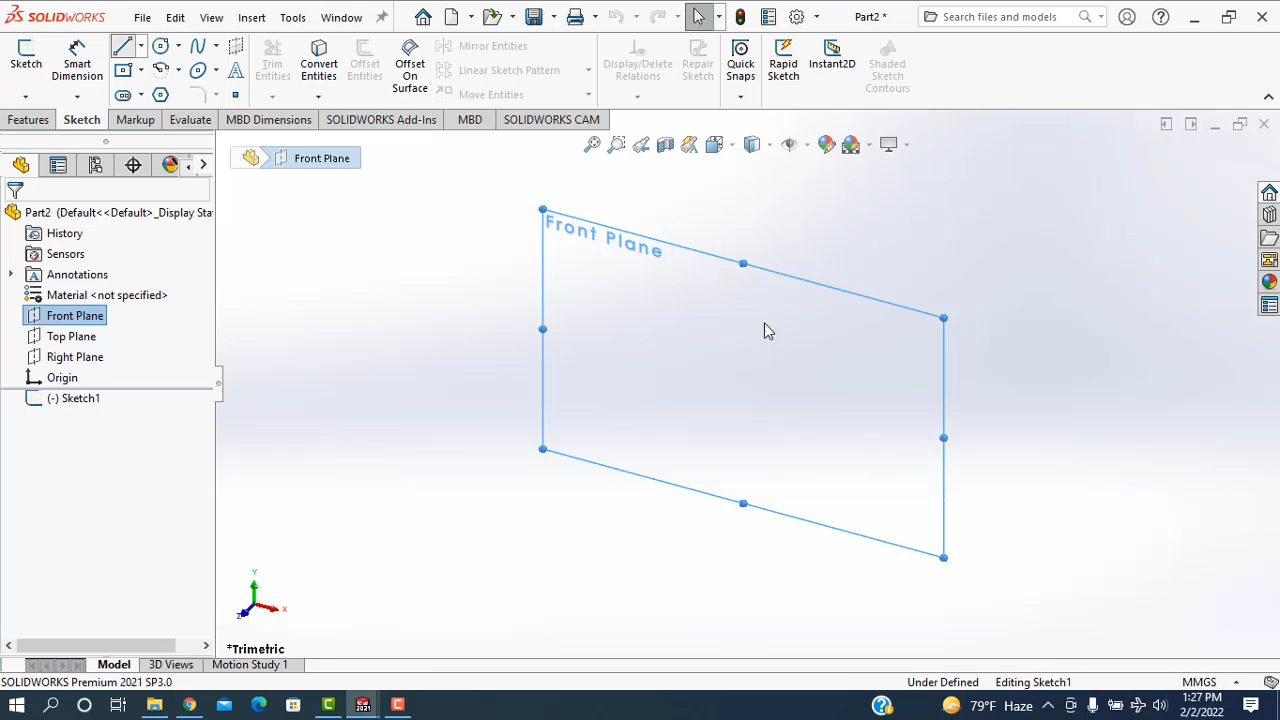 SOLIDWORKS File Edit View Insert Tools Window Part2 * Search files and models
Sketch Smart Dimension Trim Entities Convert Entities Offset Entities Offset On Surface Mirror Entities Linear Sketch Pattern Move Entities Display/Delete Relations Repair Sketch Quick Snaps Rapid Sketch Instant2D Shaded Sketch Contours
Features Sketch Markup Evaluate MBD Dimensions SOLIDWORKS Add-Ins MBD SOLIDWORKS CAM
Front Plane
Part2 (Default<<Default>_Display Sta
History
Sensors
Annotations
Material <not specified>
Front Plane
Top Plane
Right Plane
Origin
(-) Sketch1
Front Plane
Y
X
Z
*Trimetric
Model 3D Views Motion Study 1
SOLIDWORKS Premium 2021 SP3.0 Under Defined Editing Sketch1 MMGS
79°F Haze 1:27 PM
2/2/2022